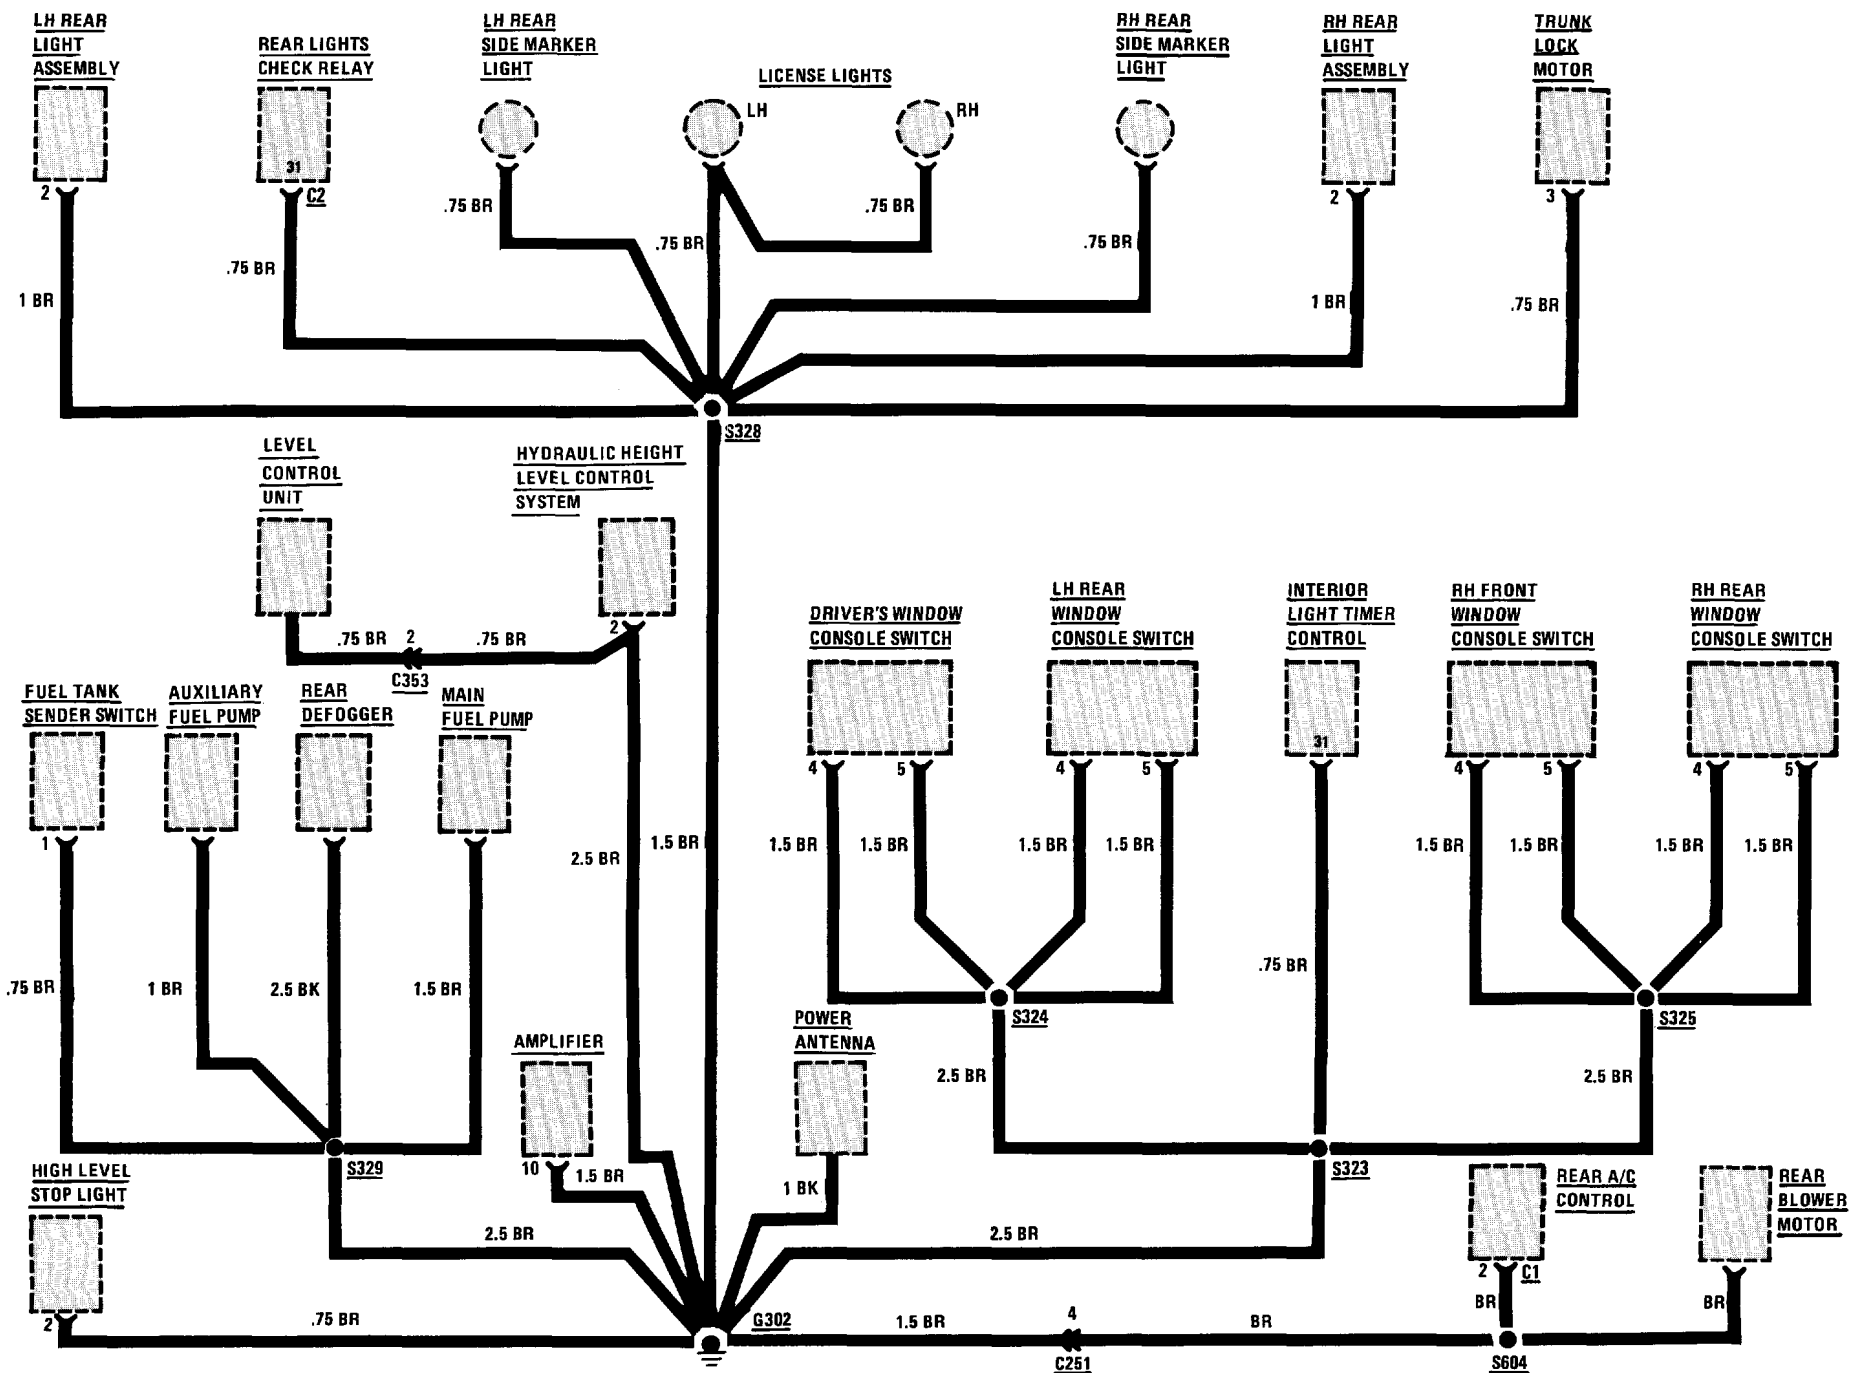 LH REAR
LIGHT
ASSEMBLY
REAR LIGHTS
CHECK RELAY
LH REAR
SIDE MARKER
LIGHT
LICENSE LIGHTS
LH
RH
RH REAR
SIDE MARKER
LIGHT
RH REAR
LIGHT
ASSEMBLY
TRUNK
LOCK
MOTOR
31
2
C2
2
3
.75 BR
.75 BR
.75 BR
.75 BR
.75 BR
1 BR
1 BR
.75 BR
S328
LEVEL
CONTROL
UNIT
HYDRAULIC HEIGHT
LEVEL CONTROL
SYSTEM
2
.75 BR
2
.75 BR
C353
DRIVER'S WINDOW
CONSOLE SWITCH
LH REAR
WINDOW
CONSOLE SWITCH
INTERIOR
LIGHT TIMER
CONTROL
RH FRONT
WINDOW
CONSOLE SWITCH
RH REAR
WINDOW
CONSOLE SWITCH
FUEL TANK
SENDER SWITCH
AUXILIARY
FUEL PUMP
REAR
DEFOGGER
MAIN
FUEL PUMP
31
4
5
4
5
4
5
4
5
1
2.5 BR
1.5 BR
1.5 BR
1.5 BR
1.5 BR
1.5 BR
1.5 BR
1.5 BR
1.5 BR
1.5 BR
.75 BR
.75 BR
1 BR
2.5 BK
1.5 BR
S324
S325
POWER
ANTENNA
AMPLIFIER
2.5 BR
2.5 BR
10
1.5 BR
S329
S323
HIGH LEVEL
STOP LIGHT
1 BK
REAR A/C
CONTROL
REAR
BLOWER
MOTOR
2.5 BR
2.5 BR
2
C1
BR
BR
2
.75 BR
G302
1.5 BR
4
BR
C251
S604